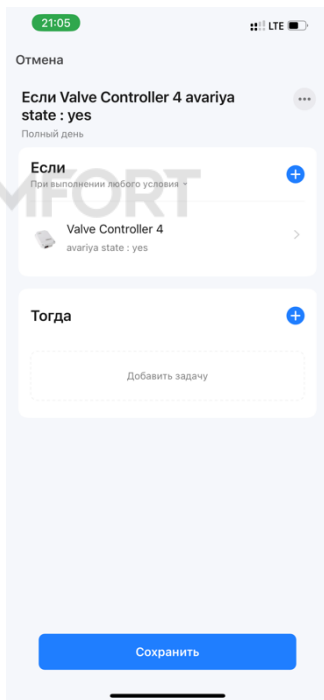 21:05
LTE
Отмена
Если Valve Controller 4 avariya
state : yes
Полный день
Если
При выполнении любого условия
MFORT
Valve Controller 4
avariya state : yes
Тогда
Добавить задачу
Сохранить